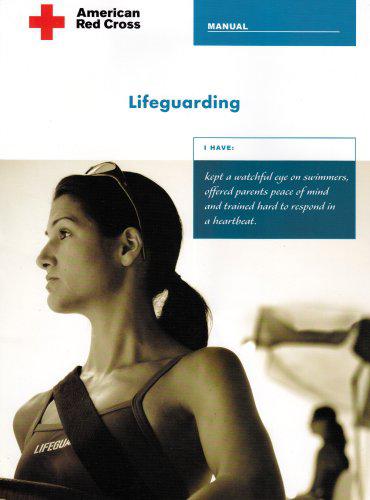 American
Red Cross
MANUAL
Lifeguarding
I HAVE:
kept a watchful eye on swimmers,
offered parents peace of mind
and trained hard to respond in
a heartbeat.
LIFEGUA